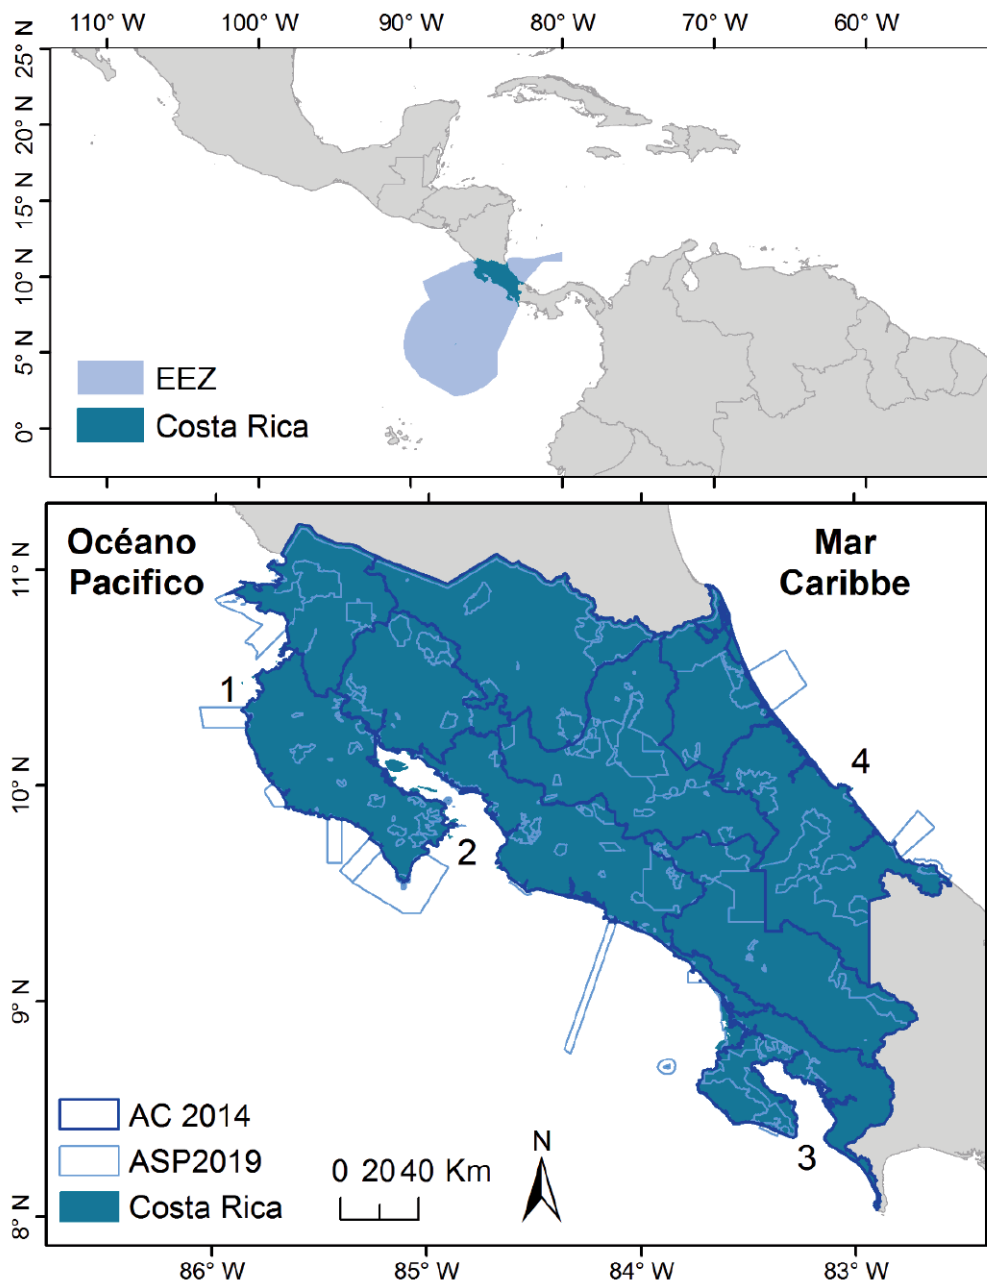 110° W 100° W 90° W 80° W 70° W 60° W
25° N
20° N
15° N
10° N
5° N
0°
EEZ
Costa Rica
Océano
Pacifico
Mar
Caribbe
11° N
10° N
9° N
8° N
1
2
3
4
AC 2014
ASP2019
Costa Rica
0 20 40 Km
N
86° W 85° W 84° W 83° W